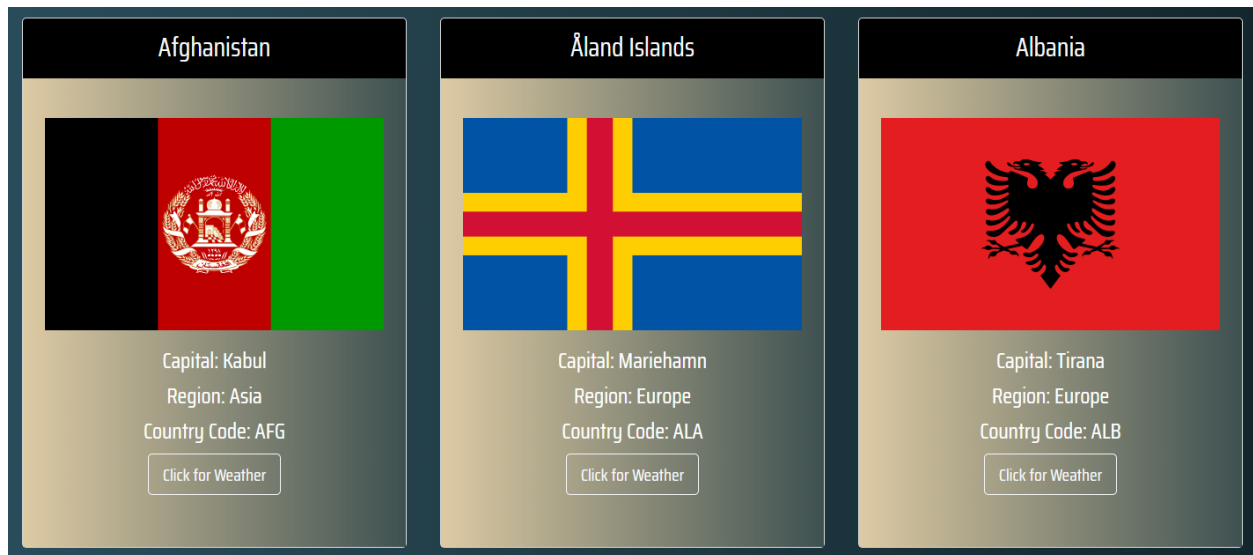 Afghanistan
Capital: Kabul
Region: Asia
Country Code: AFG
Click for Weather
Åland Islands
Capital: Mariehamn
Region: Europe
Country Code: ALA
Click for Weather
Albania
Capital: Tirana
Region: Europe
Country Code: ALB
Click for Weather